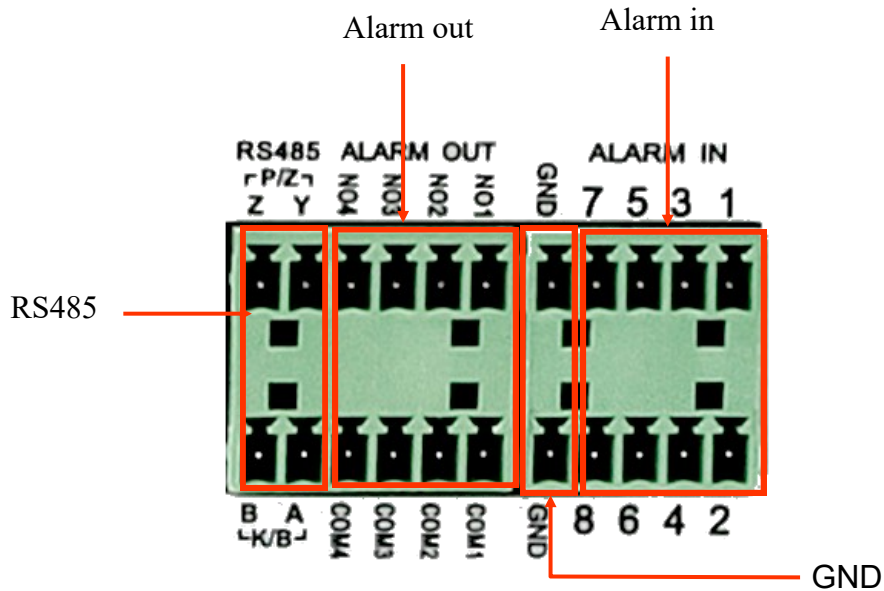 Alarm out
Alarm in
RS485 ALARM OUT ALARM IN
P/Z
Z Y NO4 NO3 NO2 NO1 GND 7 5 3 1
RS485
B A COM4 COM3 COM2 COM1 GND 8 6 4 2
K/B
GND